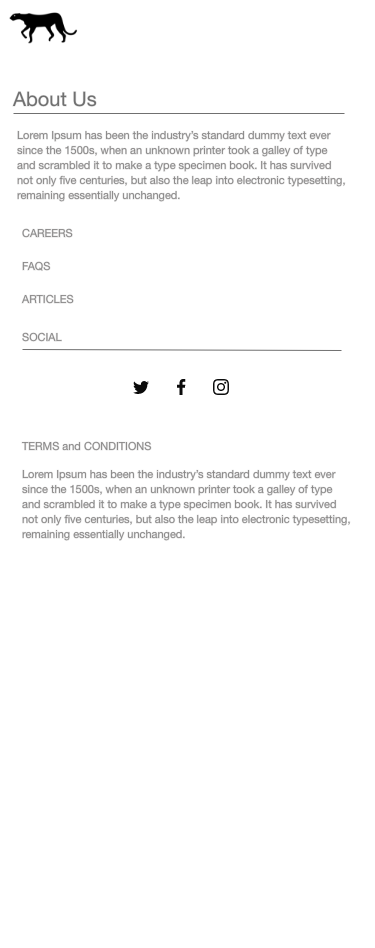 About Us
Lorem Ipsum has been the industry's standard dummy text ever
since the 1500s, when an unknown printer took a galley of type
and scrambled it to make a type specimen book. It has survived
not only five centuries, but also the leap into electronic typesetting,
remaining essentially unchanged.
CAREERS
FAQS
ARTICLES
SOCIAL
TERMS and CONDITIONS
Lorem Ipsum has been the industry's standard dummy text ever
since the 1500s, when an unknown printer took a galley of type
and scrambled it to make a type specimen book. It has survived
not only five centuries, but also the leap into electronic typesetting,
remaining essentially unchanged.